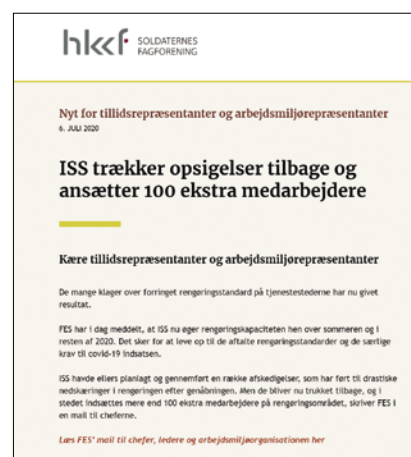 hkkf SOLDATERNES
FAGFORENING
Nyt for tillidsrepræsentanter og arbejdsmiljørepræsentanter
6. JULI 2020
ISS trækker opsigelser tilbage og
ansætter 100 ekstra medarbejdere
Kære tillidsrepræsentanter og arbejdsmiljørepræsentanter
De mange klager over forringet rengøringsstandard på tjenestestederne har nu givet
resultat.
FES har i dag meddelt, at ISS nu øger rengøringskapaciteten hen over sommeren og i
resten af 2020. Det sker for at leve op til de aftalte rengøringsstandarder og de særlige
krav til covid-19 indsatsen.
ISS havde ellers planlagt og gennemført en række afskedigelser, som har ført til drastiske
nedskæringer i rengøringen efter genåbningen. Men de bliver nu trukket tilbage, og i
stedet indsættes mere end 100 ekstra medarbejdere på rengøringsområdet, skriver FES i
en mail til cheferne.
Læs FES' mail til chefer, ledere og arbejdsmiljøorganisationen her